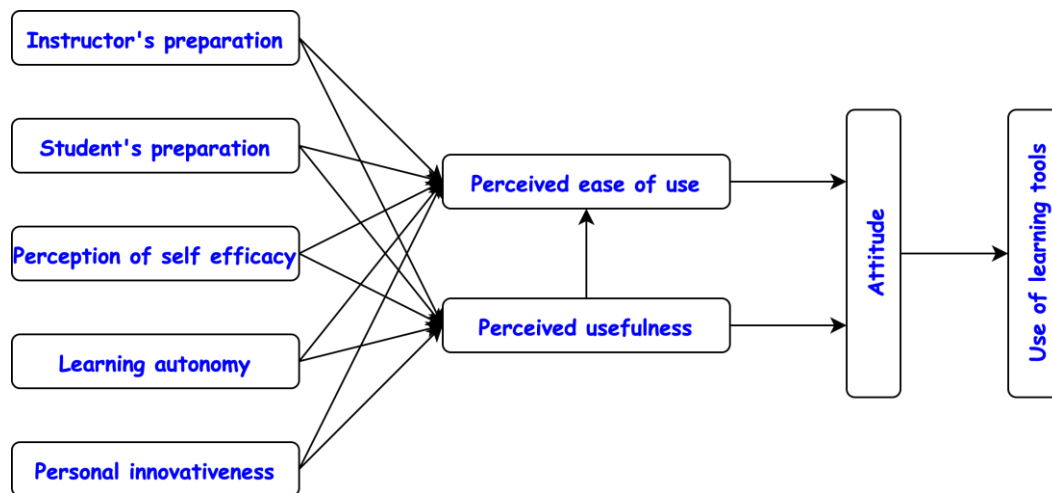 Instructor's preparation
Student's preparation
Perception of self efficacy
Learning autonomy
Personal innovativeness
Perceived ease of use
Perceived usefulness
Attitude
Use of learning tools